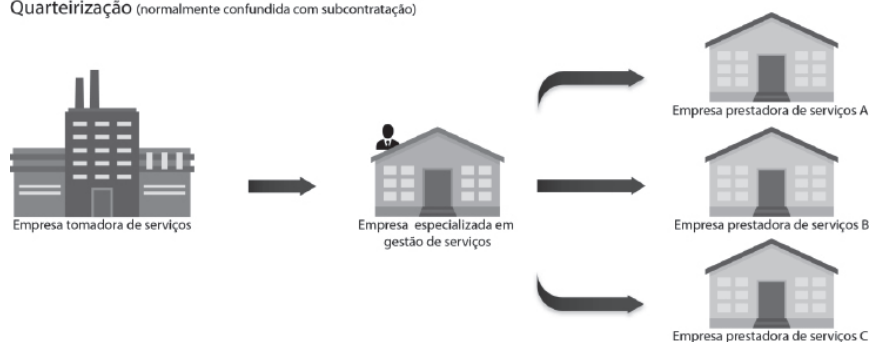 Quarteirização (normalmente confundida com subcontratação)
Empresa prestadora de serviços A
Empresa tomadora de serviços
Empresa especializada em
gestão de serviços
Empresa prestadora de serviços B
Empresa prestadora de serviços C